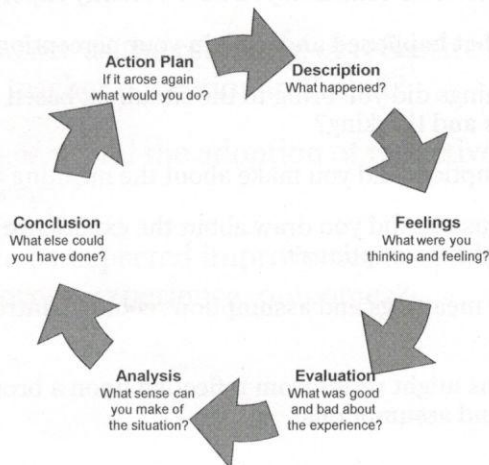 Action Plan
If it arose again
what would you do?
Description
What happened?
Feelings
What were you
thinking and feeling?
Evaluation
What was good
and bad about
the experience?
Analysis
What sense can
you make of
the situation?
Conclusion
What else could
you have done?